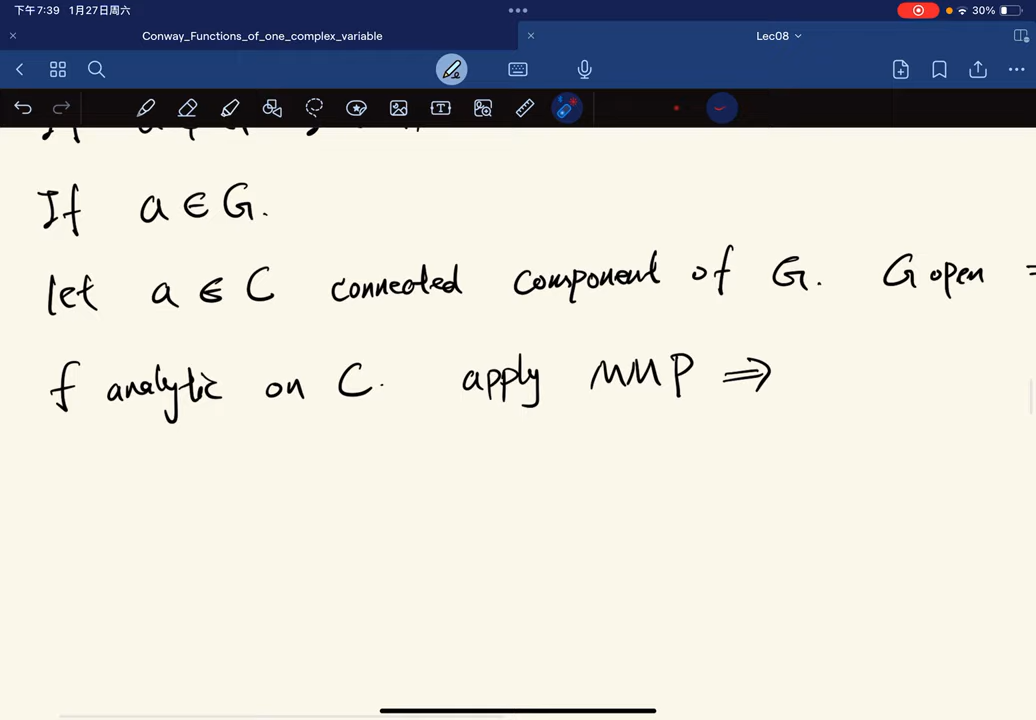 下午7:39 1月27日周六
30%
Conway_Functions_of_one_complex_variable
Lec08
If a ∈ G.
let a ∈ C connected component of G. G open =
f analytic on C. apply MMP ⇒